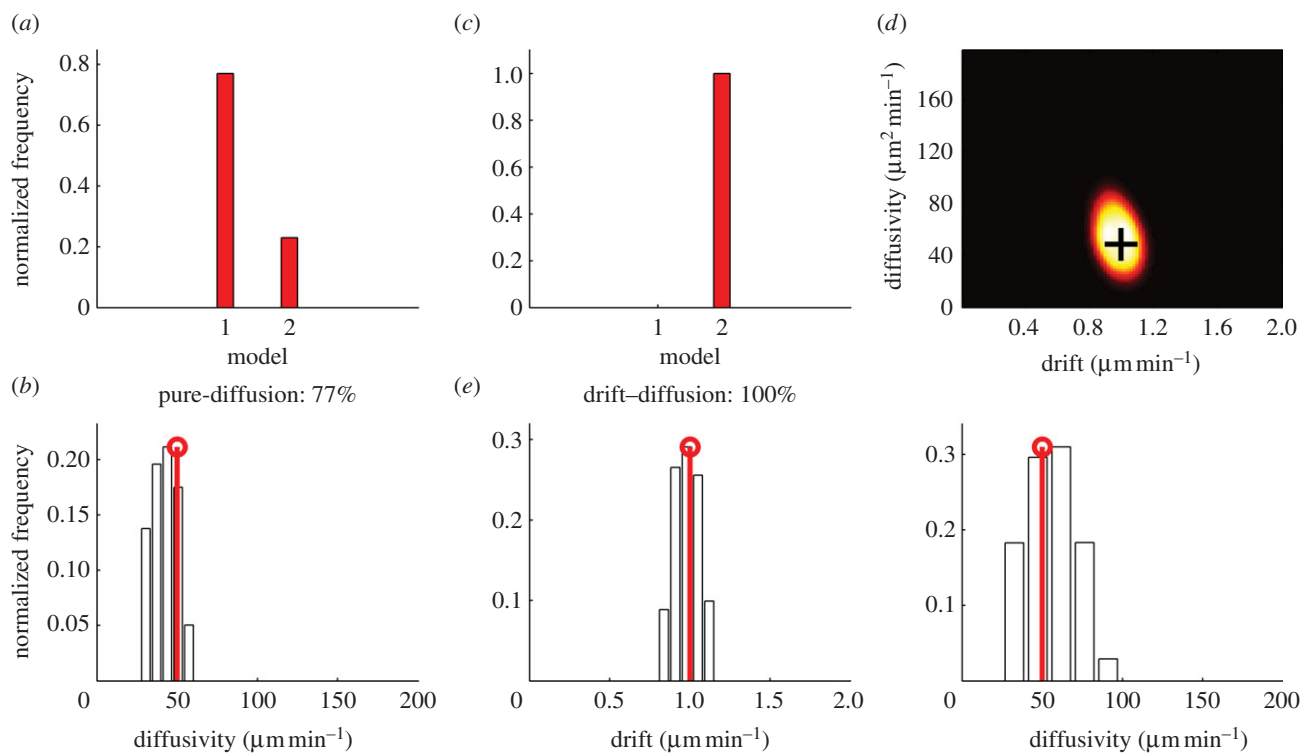 (a)
normalized frequency
0.8
0.6
0.4
0.2
0
1 2
model
pure-diffusion: 77%
(c)
1.0
0.8
0.6
0.4
0.2
0
1 2
model
drift–diffusion: 100%
(d)
diffusivity (μm² min⁻¹)
160
120
80
40
0
0.4 0.8 1.2 1.6 2.0
drift (μm min⁻¹)
(b)
normalized frequency
0.20
0.15
0.10
0.05
0 50 100 150 200
diffusivity (μm min⁻¹)
(e)
0.3
0.2
0.1
0 0.5 1.0 1.5 2.0
drift (μm min⁻¹)
0.3
0.2
0.1
0 50 100 150 200
diffusivity (μm min⁻¹)